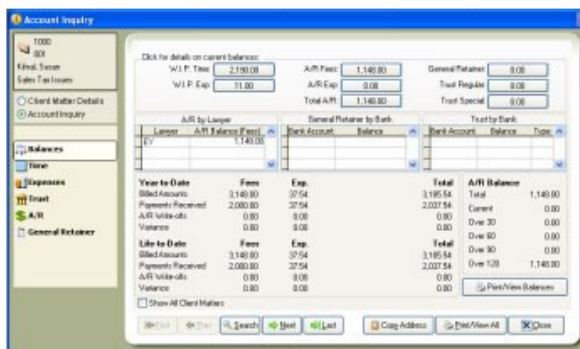 Account Inquiry
1000
001
Kimal, Susan
Sales Tax Issues
Client Matter Details
Account Inquiry
Balances
Time
Expenses
Trust
A/R
General Retainer
Click for details on current balances:
W.I.P. Time: 2,190.00 A/R Fees: 1,148.00 General Retainer: 0.00
W.I.P. Exp: 11.00 A/R Exp: 0.00 Trust Regular: 0.00
Total A/R: 1,148.00 Trust Special: 0.00
A/R by Lawyer General Retainer by Bank Trust by Bank
Lawyer A/R Balance (Fees) Bank Account Balance Bank Account Balance Type
EY 1,148.00
Year to Date Fees Exp. Total A/R Balance
Billed Amounts 3,148.00 37.54 3,185.54 Total 1,148.00
Payments Received 2,000.00 37.54 2,037.54 Current 0.00
A/R Write-offs 0.00 0.00 0.00 Over 30 0.00
Variance 0.00 0.00 0.00 Over 60 0.00
Life to Date Fees Exp. Total Over 90 0.00
Billed Amounts 3,148.00 37.54 3,185.54 Over 120 1,148.00
Payments Received 2,000.00 37.54 2,037.54
A/R Write-offs 0.00 0.00 0.00 Print/View Balances
Variance 0.00 0.00 0.00
Show All Client Matters
First Prev Search Next Last Copy Address Print/View All Close